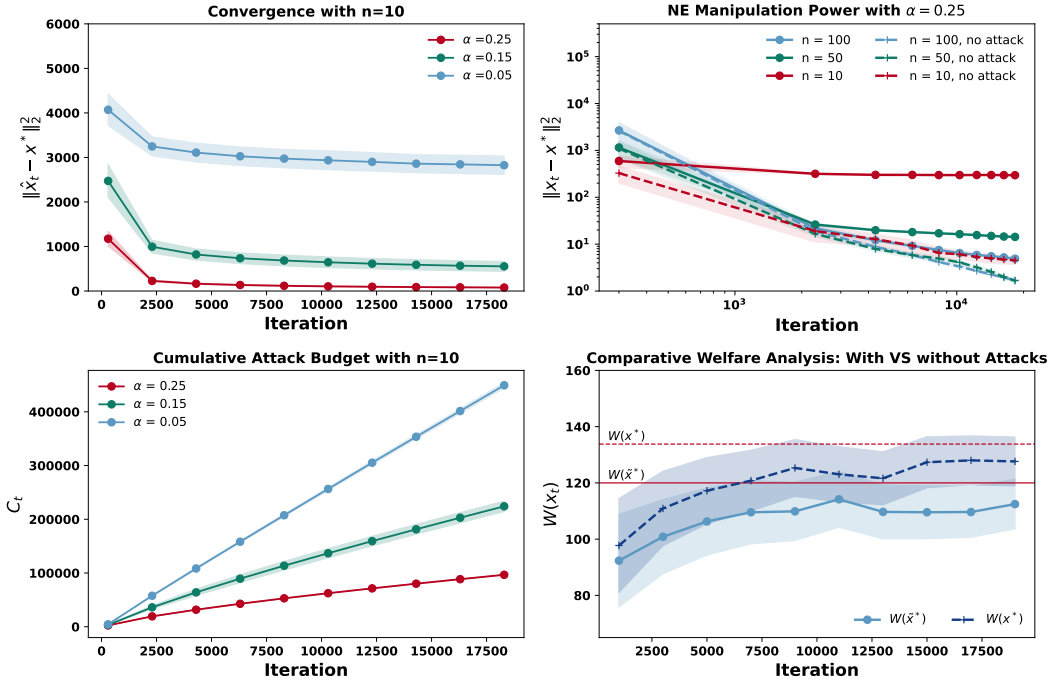 Convergence with n=10
6000
5000
4000
3000
2000
1000
0
0 2500 5000 7500 10000 12500 15000 17500
Iteration
‖x̂_t − x*‖₂²
α =0.25
α =0.15
α =0.05
NE Manipulation Power with α = 0.25
10⁵
10⁴
10³
10²
10¹
10⁰
10³ 10⁴
Iteration
‖x_t − x*‖₂²
n = 100
n = 50
n = 10
n = 100, no attack
n = 50, no attack
n = 10, no attack
Cumulative Attack Budget with n=10
400000
300000
200000
100000
0
0 2500 5000 7500 10000 12500 15000 17500
Iteration
C_t
α = 0.25
α = 0.15
α = 0.05
Comparative Welfare Analysis: With VS without Attacks
160
140
120
100
80
2500 5000 7500 10000 12500 15000 17500
Iteration
W(x_t)
W(x*)
W(x̃*)
W(x̃*)
W(x*)